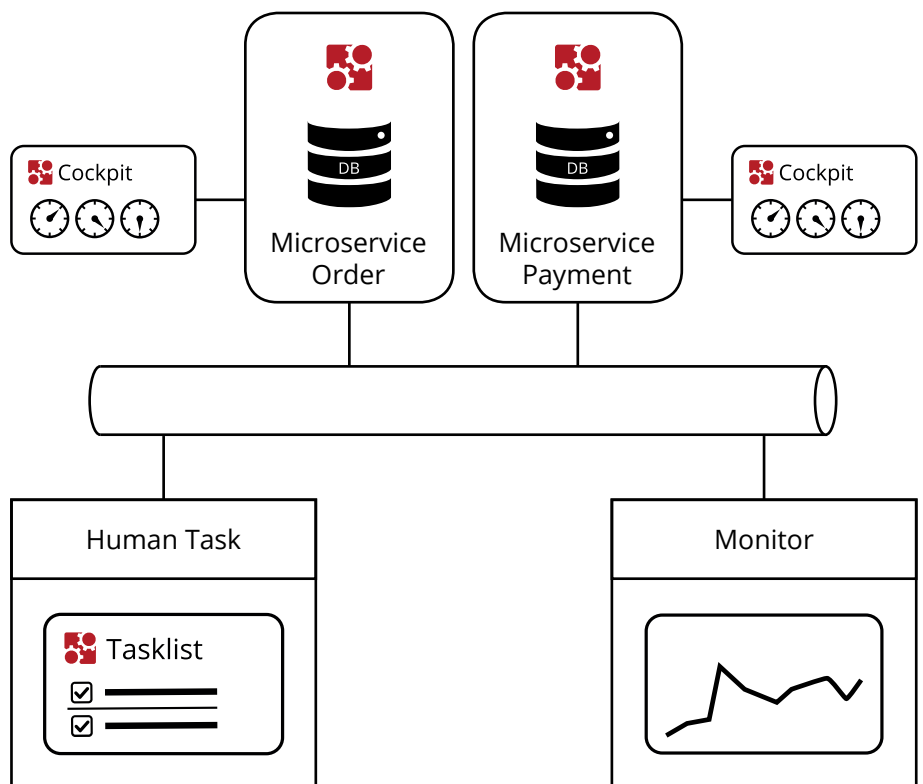 DB
DB
Cockpit
Cockpit
Microservice
Order
Microservice
Payment
Human Task
Monitor
Tasklist